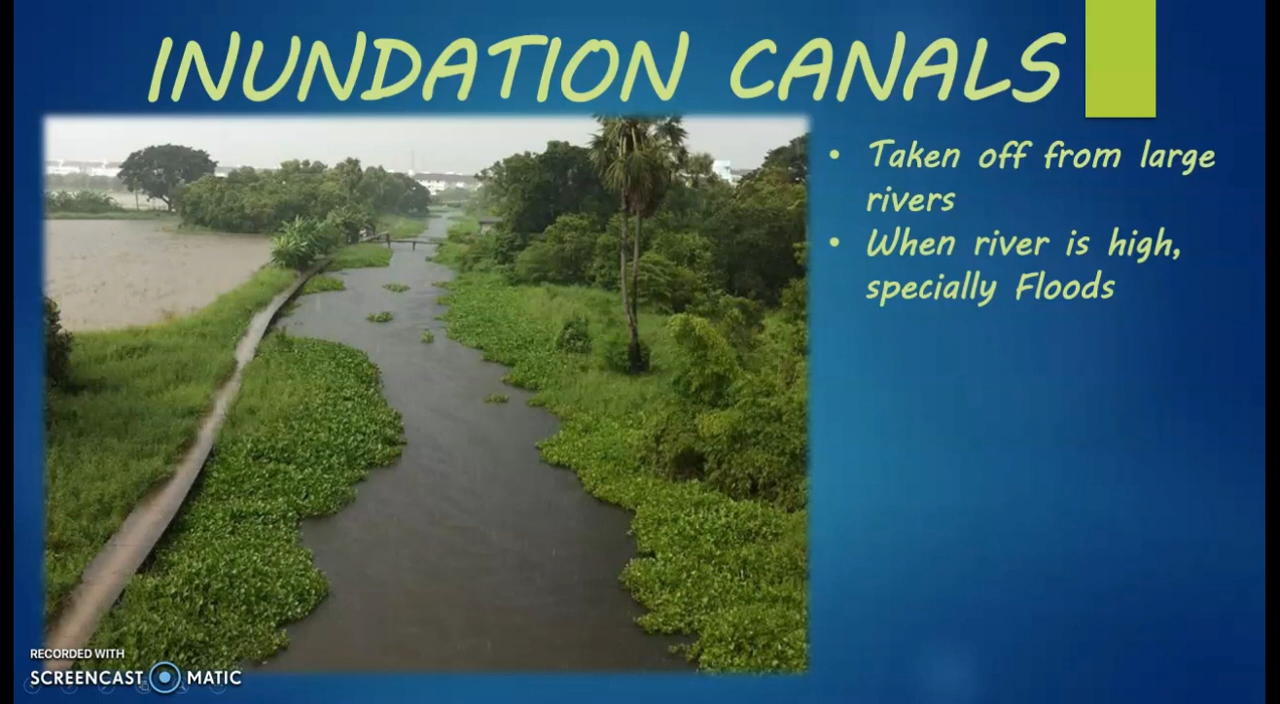 INUNDATION CANALS
• Taken off from large
rivers
• When river is high,
specially Floods
RECORDED WITH
SCREENCAST MATIC